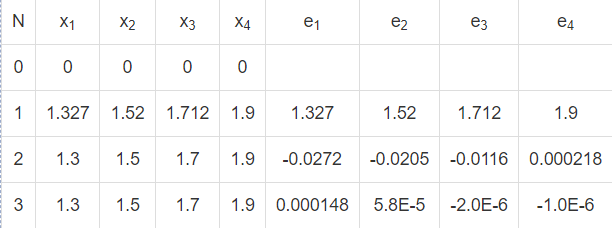 N x₁ x₂ x₃ x₄ e₁ e₂ e₃ e₄
0 0 0 0 0
1 1.327 1.52 1.712 1.9 1.327 1.52 1.712 1.9
2 1.3 1.5 1.7 1.9 -0.0272 -0.0205 -0.0116 0.000218
3 1.3 1.5 1.7 1.9 0.000148 5.8E-5 -2.0E-6 -1.0E-6